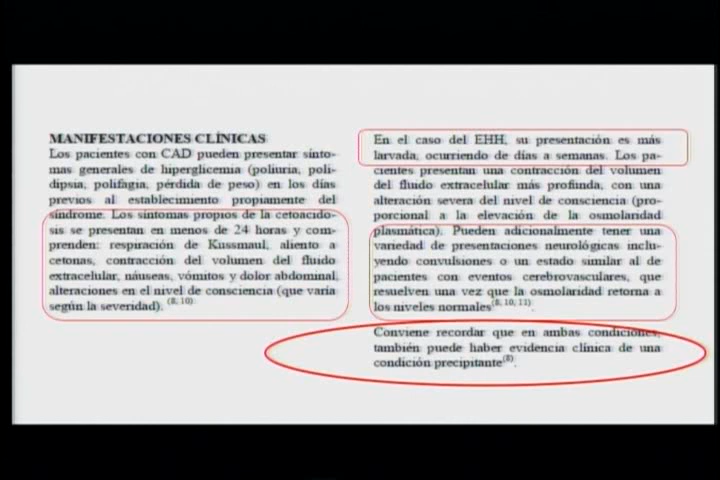 MANIFESTACIONES CLÍNICAS
Los pacientes con CAD pueden presentar sínto-
mas generales de hiperglicemia (poliuria, poli-
dipsia, polifagia, pérdida de peso) en los días
previos al establecimiento propiamente del
síndrome. Los síntomas propios de la cetoacido-
sis se presentan en menos de 24 horas y com-
prenden: respiración de Kussmaul, aliento a
cetonas, contracción del volumen del fluido
extracelular, náuseas, vómitos y dolor abdominal,
alteraciones en el nivel de consciencia (que varía
según la severidad). (8, 10)
En el caso del EHH, su presentación es más
larvada, ocurriendo de días a semanas. Los pa-
cientes presentan una contracción del volumen
del fluido extracelular más profunda, con una
alteración severa del nivel de consciencia (pro-
porcional a la elevación de la osmolaridad
plasmática). Pueden adicionalmente tener una
variedad de presentaciones neurológicas inclu-
yendo convulsiones o un estado similar al de
pacientes con eventos cerebrovasculares, que
resuelven una vez que la osmolaridad retorna a
los niveles normales(8, 10, 11).
Conviene recordar que en ambas condiciones,
también puede haber evidencia clínica de una
condición precipitante(8).